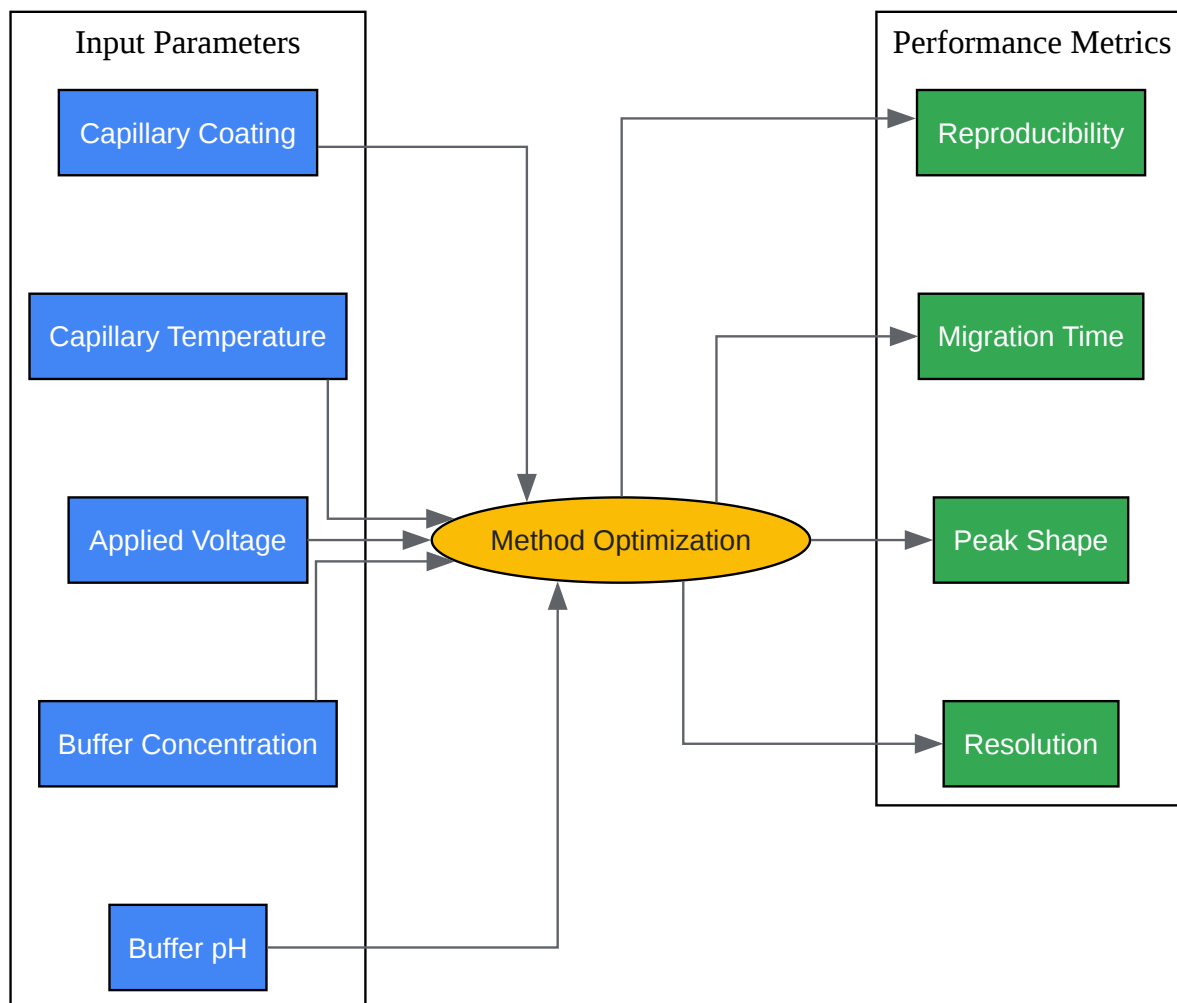 Input Parameters
Capillary Coating
Capillary Temperature
Applied Voltage
Buffer Concentration
Buffer pH
Method Optimization
Performance Metrics
Reproducibility
Migration Time
Peak Shape
Resolution